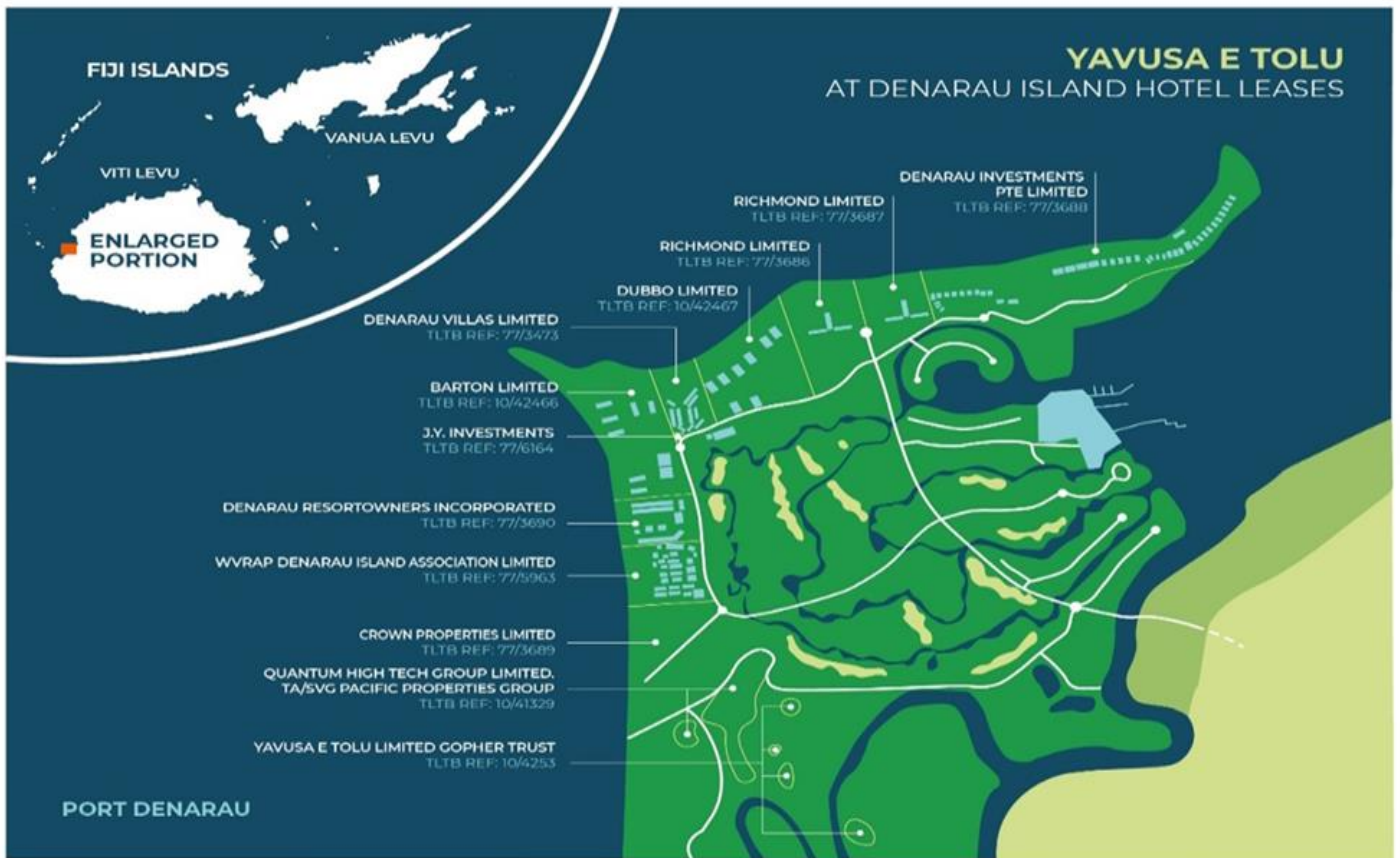 FIJI ISLANDS
VANUA LEVU
VITI LEVU
ENLARGED
PORTION
YAVUSA E TOLU
AT DENARAU ISLAND HOTEL LEASES
DENARAU INVESTMENTS
PTE LIMITED
TLTB REF: 77/3688
RICHMOND LIMITED
TLTB REF: 77/3687
RICHMOND LIMITED
TLTB REF: 77/3686
DUBBO LIMITED
TLTB REF: 10/42467
DENARAU VILLAS LIMITED
TLTB REF: 77/3473
BARTON LIMITED
TLTB REF: 10/42466
J.Y. INVESTMENTS
TLTB REF: 77/6164
DENARAU RESORTOWNERS INCORPORATED
TLTB REF: 77/3690
WVRAP DENARAU ISLAND ASSOCIATION LIMITED
TLTB REF: 77/5963
CROWN PROPERTIES LIMITED
TLTB REF: 77/3689
QUANTUM HIGH TECH GROUP LIMITED.
TA/SVG PACIFIC PROPERTIES GROUP
TLTB REF: 10/41329
YAVUSA E TOLU LIMITED GOPHER TRUST
TLTB REF: 10/4253
PORT DENARAU